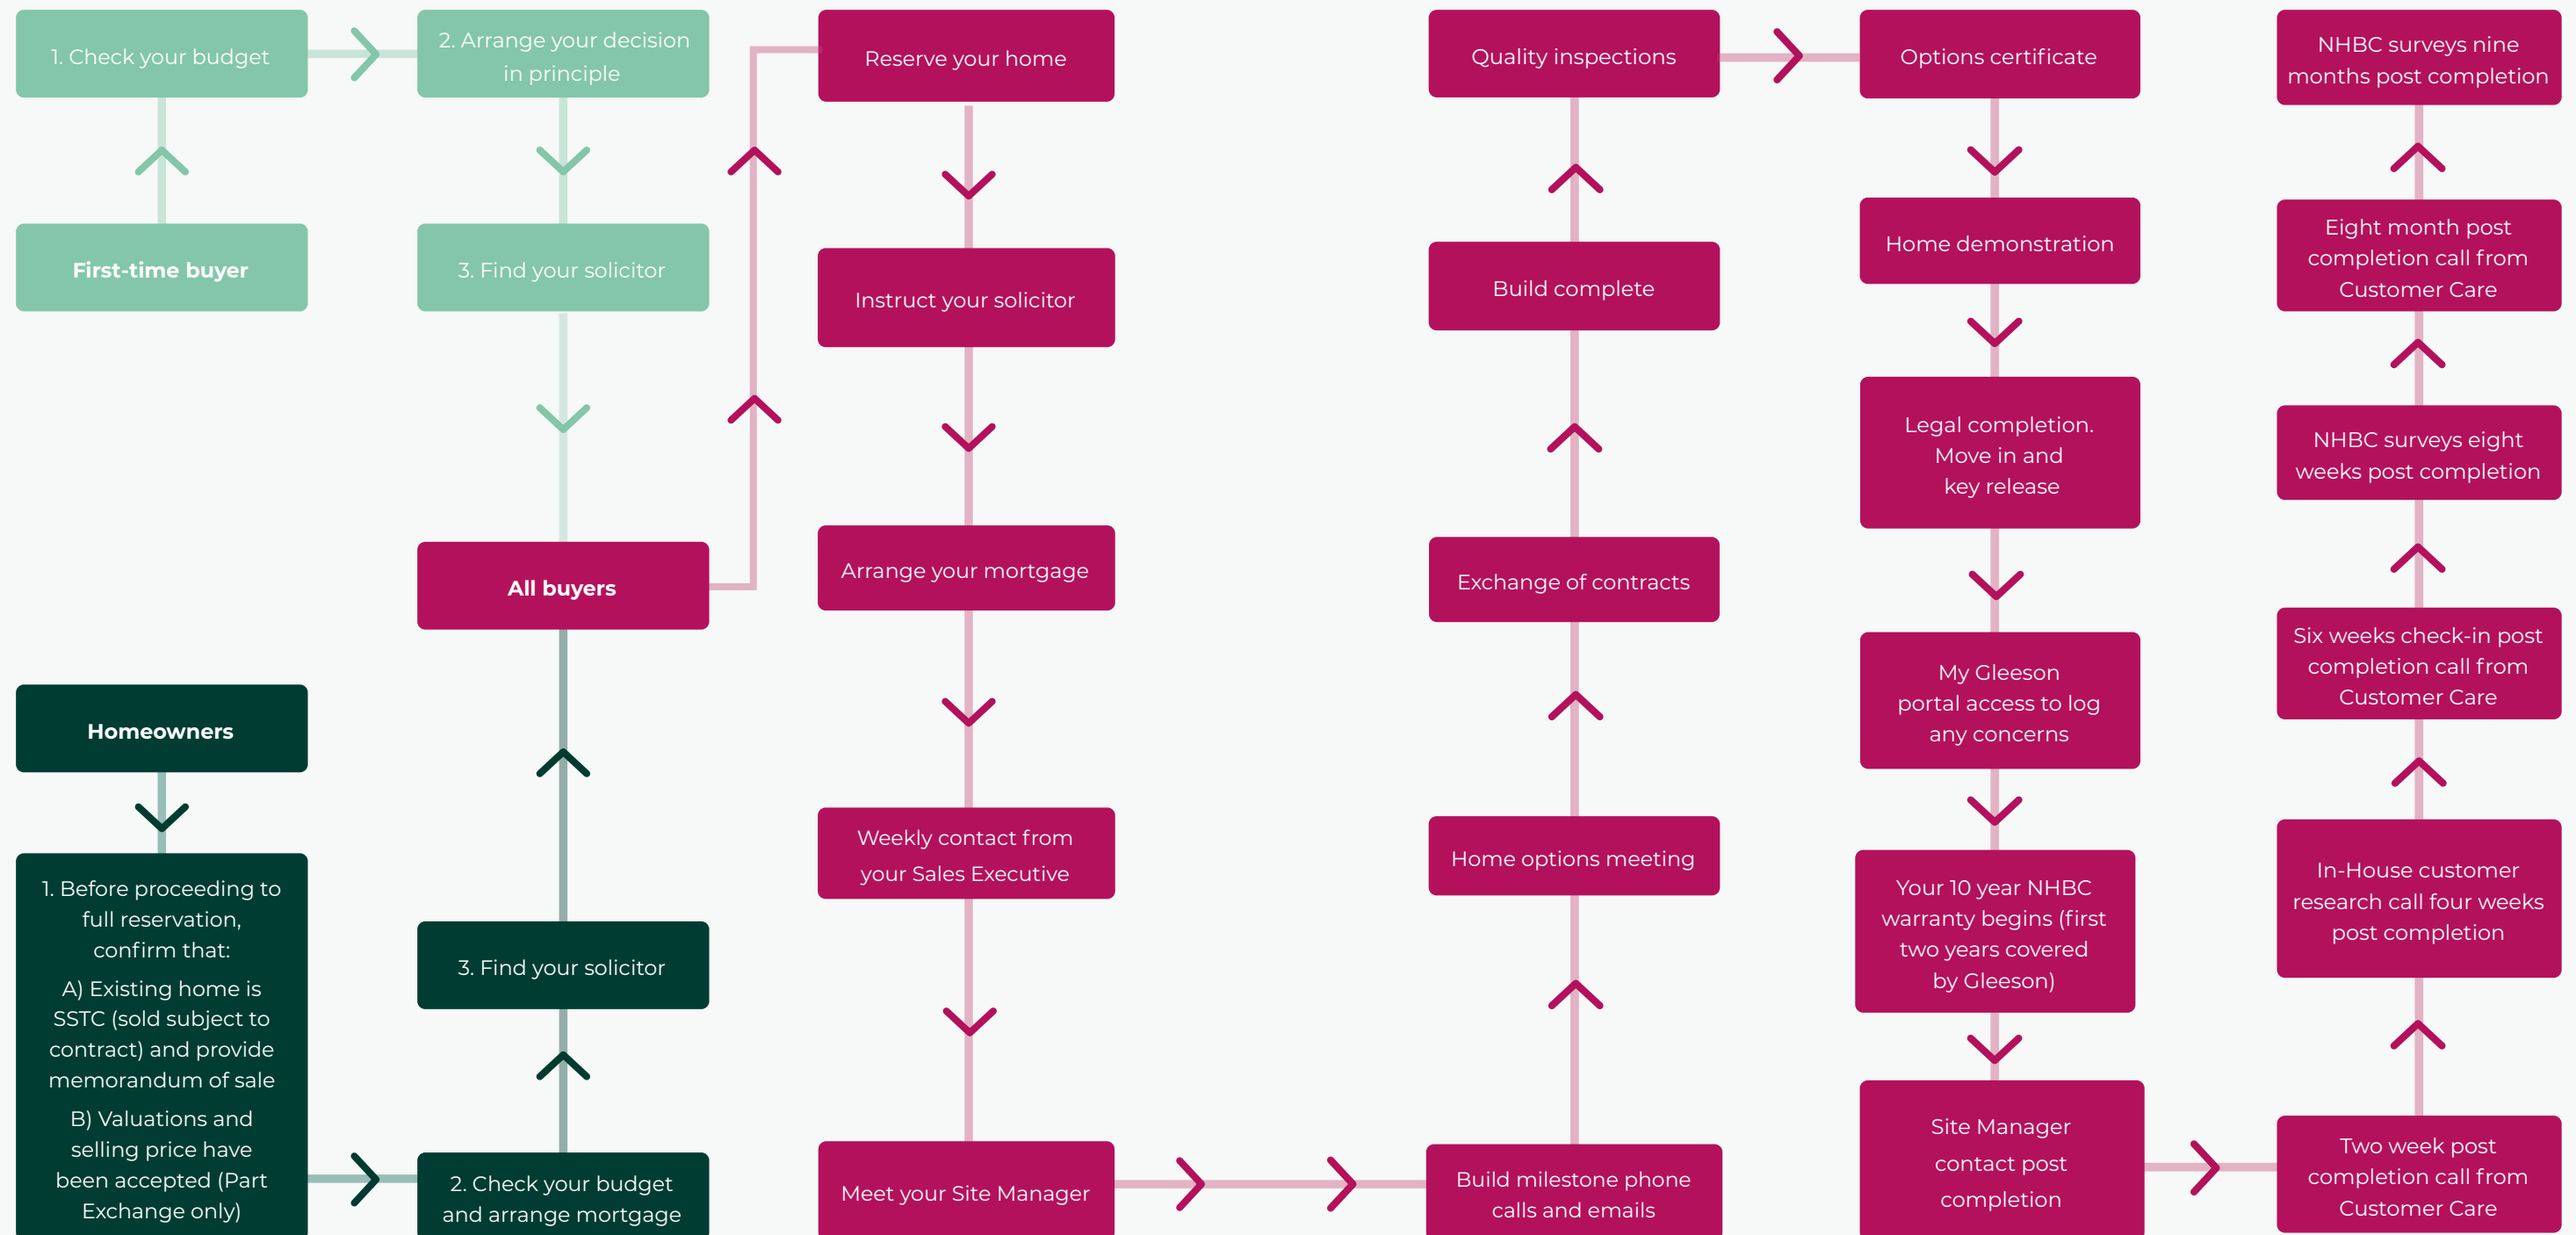 1. Check your budget
2. Arrange your decision
in principle
First-time buyer
3. Find your solicitor
All buyers
Homeowners
1. Before proceeding to
full reservation,
confirm that:
A) Existing home is
SSTC (sold subject to
contract) and provide
memorandum of sale
B) Valuations and
selling price have
been accepted (Part
Exchange only)
2. Check your budget
and arrange mortgage
3. Find your solicitor
Reserve your home
Instruct your solicitor
Arrange your mortgage
Weekly contact from
your Sales Executive
Meet your Site Manager
Build milestone phone
calls and emails
Home options meeting
Exchange of contracts
Build complete
Quality inspections
Options certificate
Home demonstration
Legal completion.
Move in and
key release
My Gleeson
portal access to log
any concerns
Your 10 year NHBC
warranty begins (first
two years covered
by Gleeson)
Site Manager
contact post
completion
Two week post
completion call from
Customer Care
In-House customer
research call four weeks
post completion
Six weeks check-in post
completion call from
Customer Care
NHBC surveys eight
weeks post completion
Eight month post
completion call from
Customer Care
NHBC surveys nine
months post completion